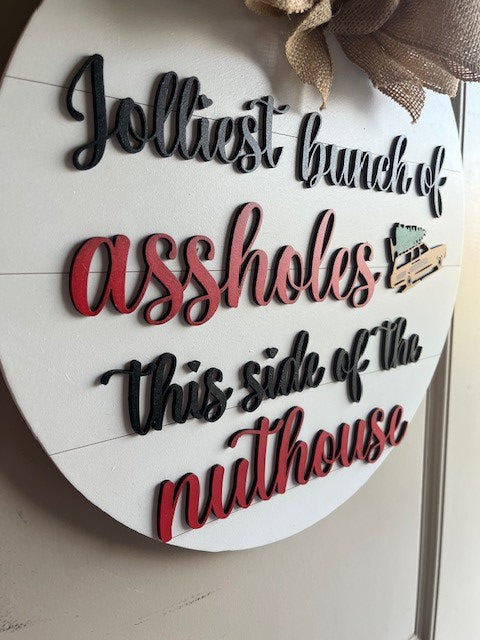 Jolliest bunch of
assholes
this side of the
nuthouse